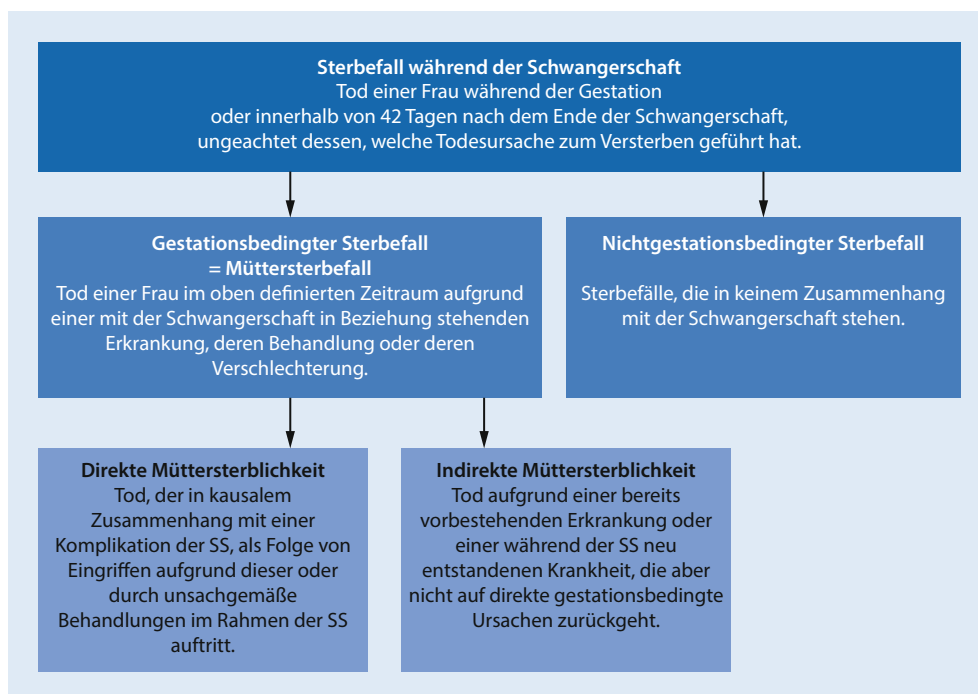 Sterbefall während der Schwangerschaft
Tod einer Frau während der Gestation
oder innerhalb von 42 Tagen nach dem Ende der Schwangerschaft,
ungeachtet dessen, welche Todesursache zum Versterben geführt hat.
Gestationsbedingter Sterbefall
= Müttersterbefall
Tod einer Frau im oben definierten Zeitraum aufgrund
einer mit der Schwangerschaft in Beziehung stehenden
Erkrankung, deren Behandlung oder deren
Verschlechterung.
Nichtgestationsbedingter Sterbefall
Sterbefälle, die in keinem Zusammenhang
mit der Schwangerschaft stehen.
Direkte Müttersterblichkeit
Tod, der in kausalem
Zusammenhang mit einer
Komplikation der SS, als Folge von
Eingriffen aufgrund dieser oder
durch unsachgemäße
Behandlungen im Rahmen der SS
auftritt.
Indirekte Müttersterblichkeit
Tod aufgrund einer bereits
vorbestehenden Erkrankung oder
einer während der SS neu
entstandenen Krankheit, die aber
nicht auf direkte gestationsbedingte
Ursachen zurückgeht.